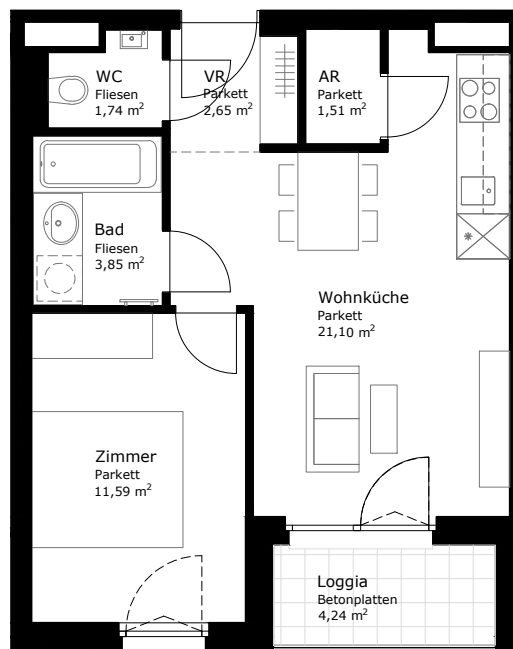 WC
Fliesen
1,74 m²
VR
Parkett
2,65 m²
AR
Parkett
1,51 m²
Bad
Fliesen
3,85 m²
Wohnküche
Parkett
21,10 m²
Zimmer
Parkett
11,59 m²
Loggia
Betonplatten
4,24 m²